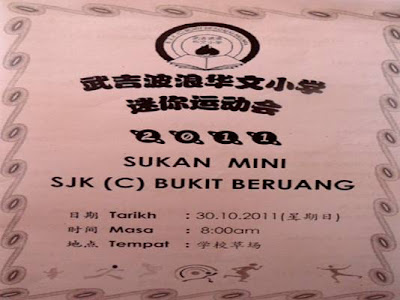 武吉波浪华文小学
迷你运动会
2011
SUKAN MINI
SJK (C) BUKIT BERUANG
日期 Tarikh : 30.10.2011(星期日)
时间 Masa : 8:00am
地点 Tempat : 学校草场